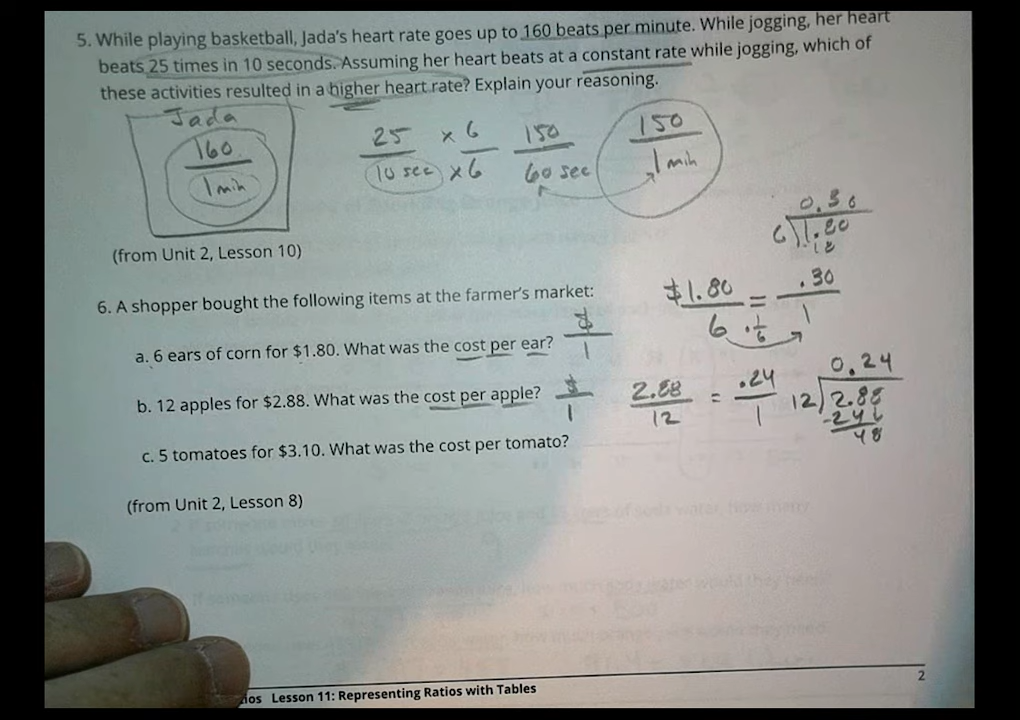 5. While playing basketball, Jada's heart rate goes up to 160 beats per minute. While jogging, her heart
beats 25 times in 10 seconds. Assuming her heart beats at a constant rate while jogging, which of
these activities resulted in a higher heart rate? Explain your reasoning.
Jada
160
1 min
25 x 6 150
10 sec x 6 60 sec
150
1 min
0.30
6 1.80
18
(from Unit 2, Lesson 10)
6. A shopper bought the following items at the farmer's market:
$1.80 = .30
6 · 1/6 1
a. 6 ears of corn for $1.80. What was the cost per ear? $
1
b. 12 apples for $2.88. What was the cost per apple? $
1
2.88 = .24
12 1
0.24
12 2.88
-24
48
c. 5 tomatoes for $3.10. What was the cost per tomato?
(from Unit 2, Lesson 8)
Lesson 11: Representing Ratios with Tables
2